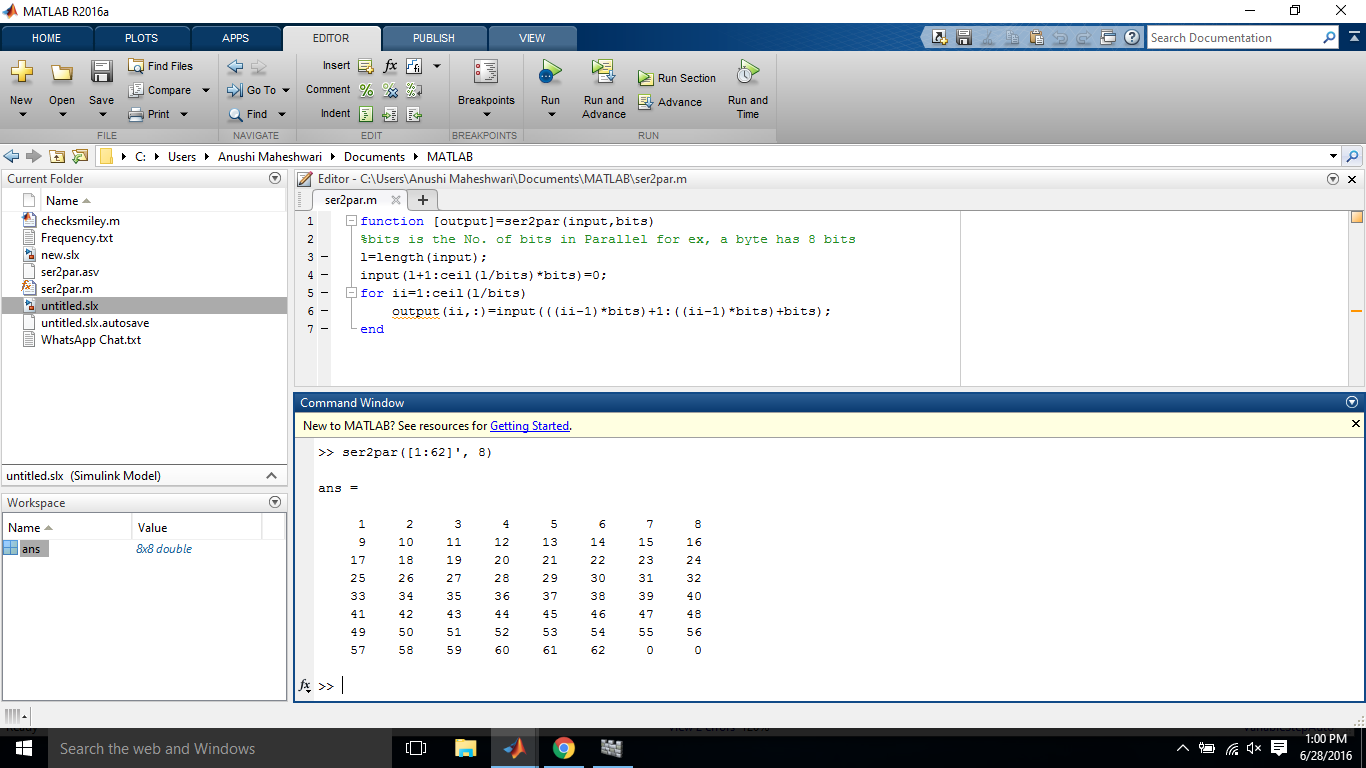 MATLAB R2016a
HOME PLOTS APPS EDITOR PUBLISH VIEW
Search Documentation
New Open Save Find Files Compare Print
Go To Find
Insert fx
Comment
Indent
Breakpoints
Run Run and Advance Run Section Advance Run and Time
FILE NAVIGATE EDIT BREAKPOINTS RUN
C: Users Anushi Maheshwari Documents MATLAB
Current Folder
Name
checksmiley.m
Frequency.txt
new.slx
ser2par.asv
ser2par.m
untitled.slx
untitled.slx.autosave
WhatsApp Chat.txt
untitled.slx (Simulink Model)
Workspace
Name Value
ans 8x8 double
Editor - C:\Users\Anushi Maheshwari\Documents\MATLAB\ser2par.m
ser2par.m
1 function [output]=ser2par(input,bits)
2 %bits is the No. of bits in Parallel for ex, a byte has 8 bits
3 l=length(input);
4 input(l+1:ceil(l/bits)*bits)=0;
5 for ii=1:ceil(l/bits)
6 output(ii,:)=input(((ii-1)*bits)+1:((ii-1)*bits)+bits);
7 end
Command Window
New to MATLAB? See resources for Getting Started.
>> ser2par([1:62]', 8)
ans =
1 2 3 4 5 6 7 8
9 10 11 12 13 14 15 16
17 18 19 20 21 22 23 24
25 26 27 28 29 30 31 32
33 34 35 36 37 38 39 40
41 42 43 44 45 46 47 48
49 50 51 52 53 54 55 56
57 58 59 60 61 62 0 0
fx >>
Search the web and Windows
1:00 PM
6/28/2016